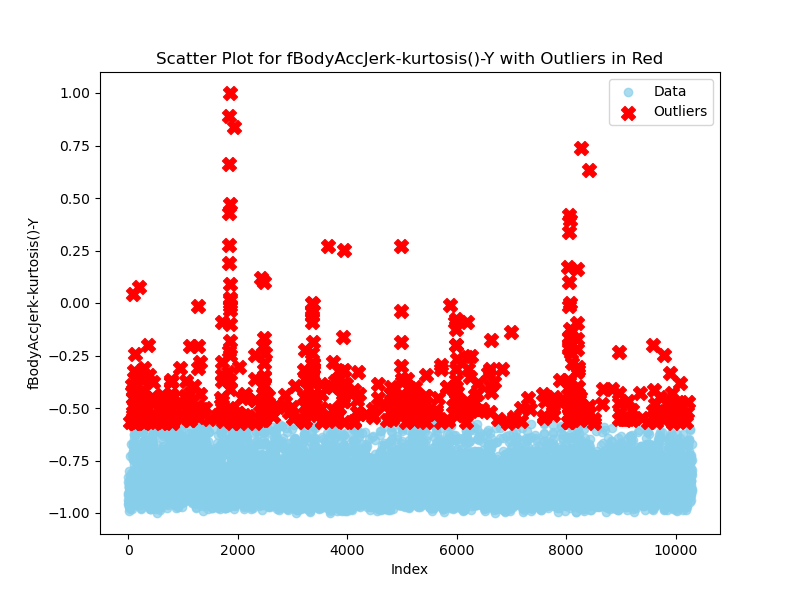 Scatter Plot for fBodyAccJerk-kurtosis()-Y with Outliers in Red
Data
Outliers
fBodyAccJerk-kurtosis()-Y
1.00
0.75
0.50
0.25
0.00
−0.25
−0.50
−0.75
−1.00
0 2000 4000 6000 8000 10000
Index